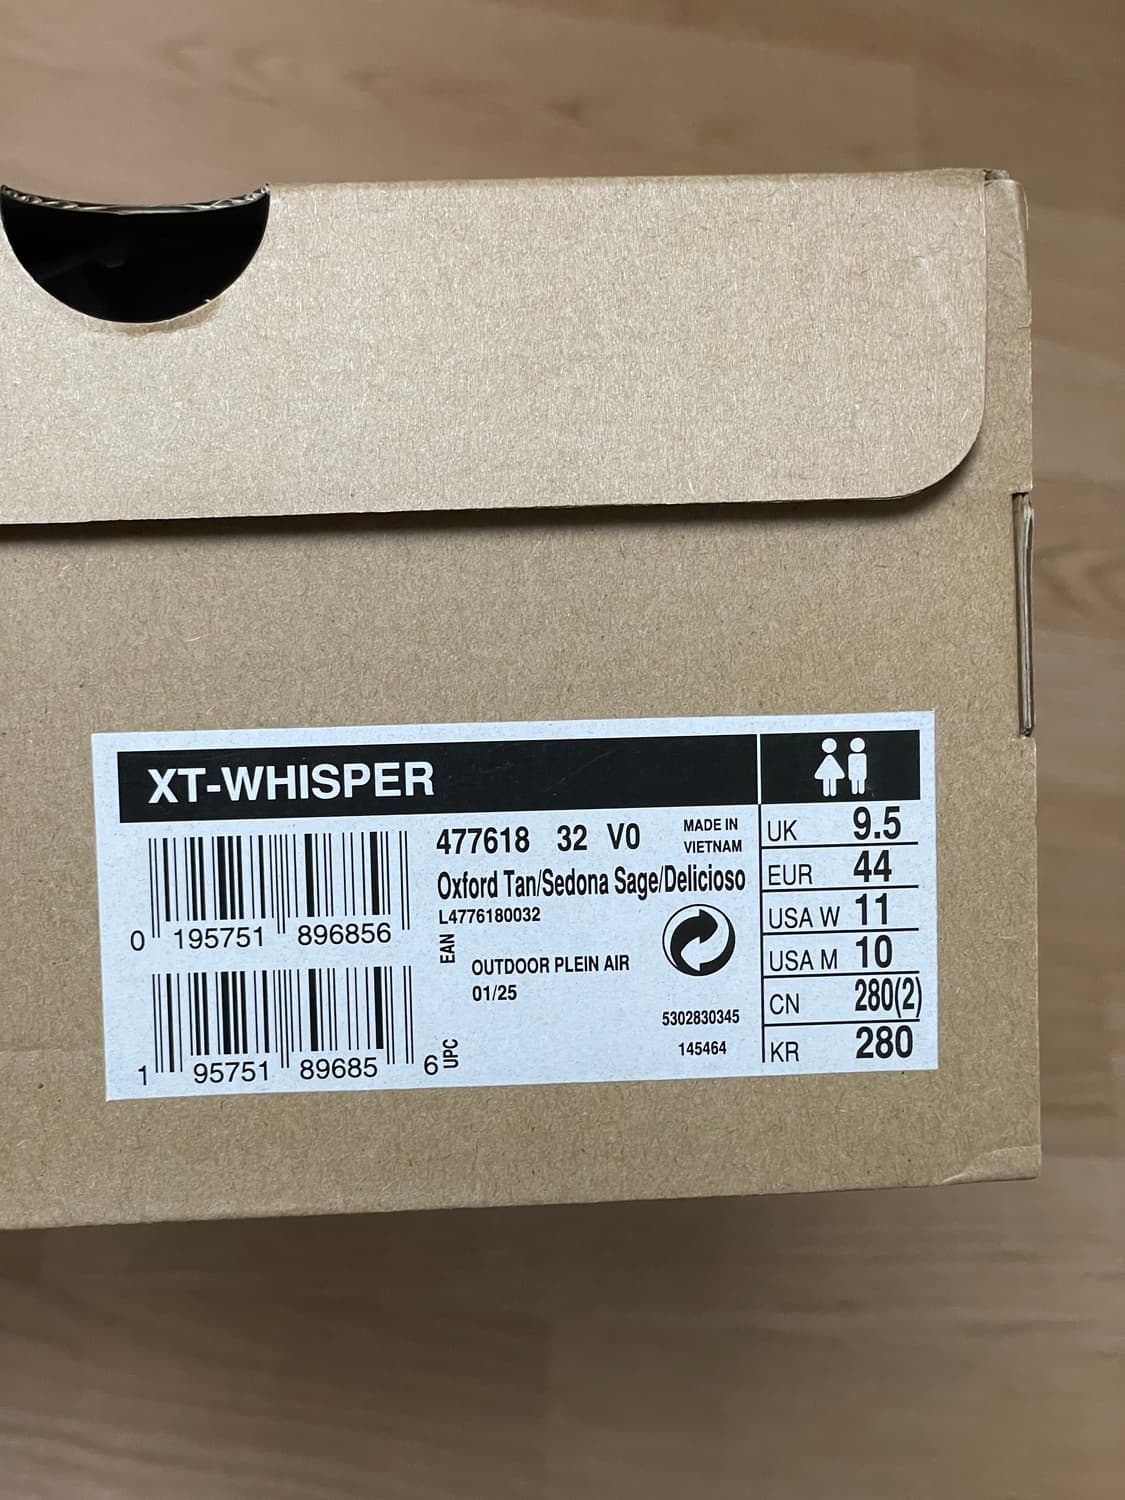 XT-WHISPER
0 195751 896856
EAN
1 95751 89685 6
UPC
477618 32 V0
MADE IN
VIETNAM
Oxford Tan/Sedona Sage/Delicioso
L4776180032
OUTDOOR PLEIN AIR
01/25
5302830345
145464
UK 9.5
EUR 44
USA W 11
USA M 10
CN 280(2)
KR 280